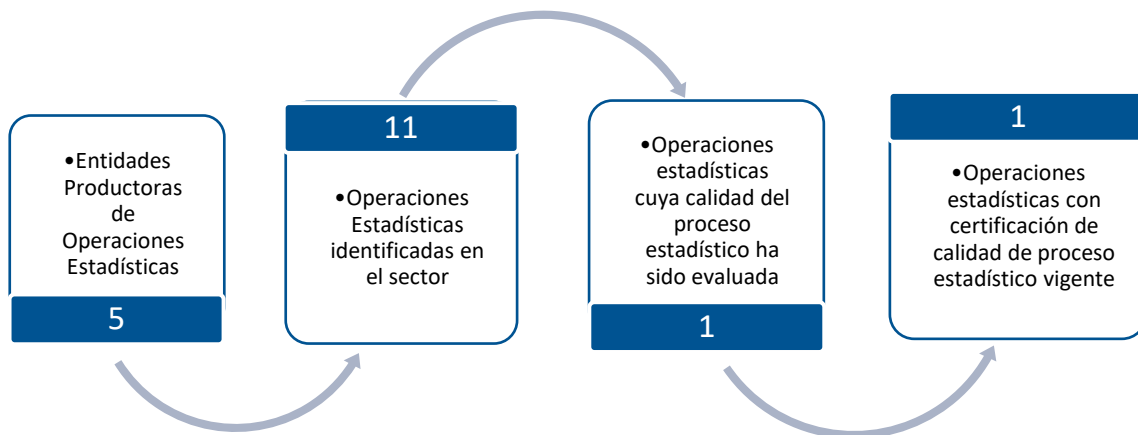 •Entidades
Productoras
de
Operaciones
Estadísticas
5
11
•Operaciones
Estadísticas
identificadas en
el sector
•Operaciones
estadísticas
cuya calidad del
proceso
estadístico ha
sido evaluada
1
1
•Operaciones
estadísticas con
certificación de
calidad de proceso
estadístico vigente